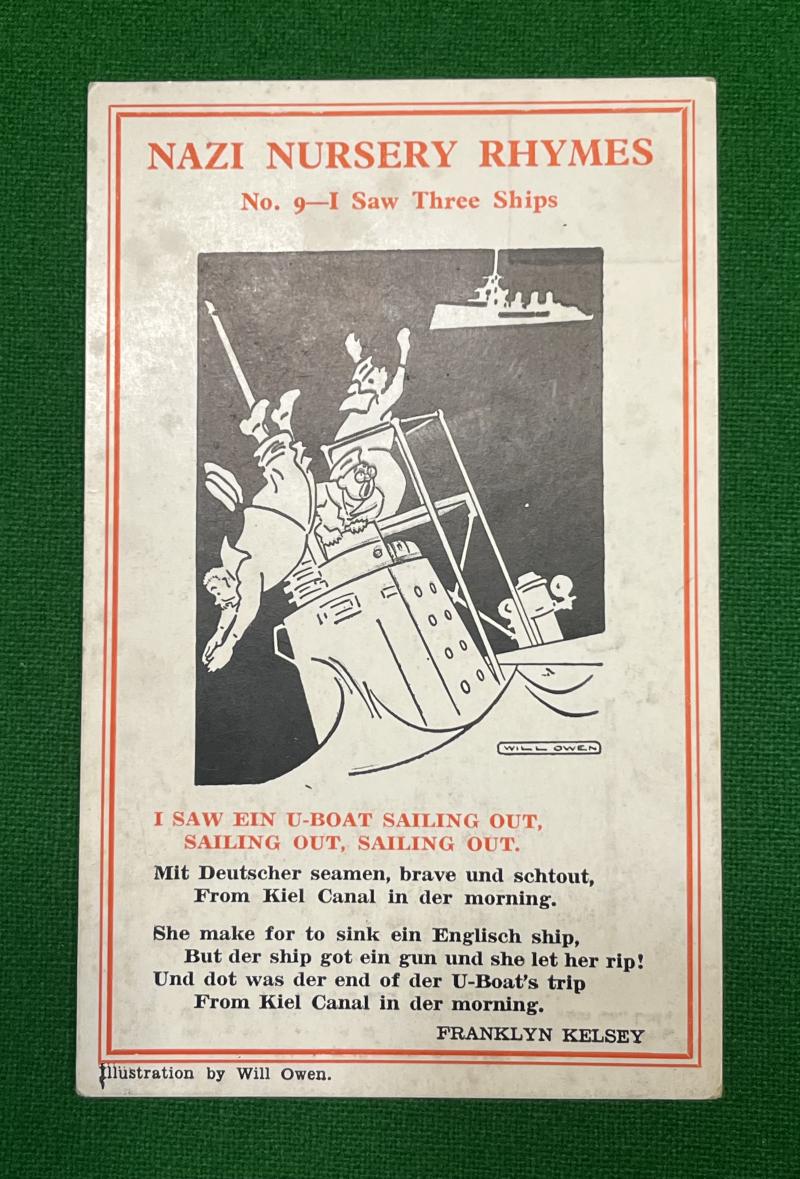 NAZI NURSERY RHYMES
No. 9—I Saw Three Ships
WILL OWEN
I SAW EIN U-BOAT SAILING OUT,
SAILING OUT, SAILING OUT.
Mit Deutscher seamen, brave und schtout,
From Kiel Canal in der morning.
She make for to sink ein Englisch ship,
But der ship got ein gun und she let her rip!
Und dot was der end of der U-Boat's trip
From Kiel Canal in der morning.
FRANKLYN KELSEY
Illustration by Will Owen.